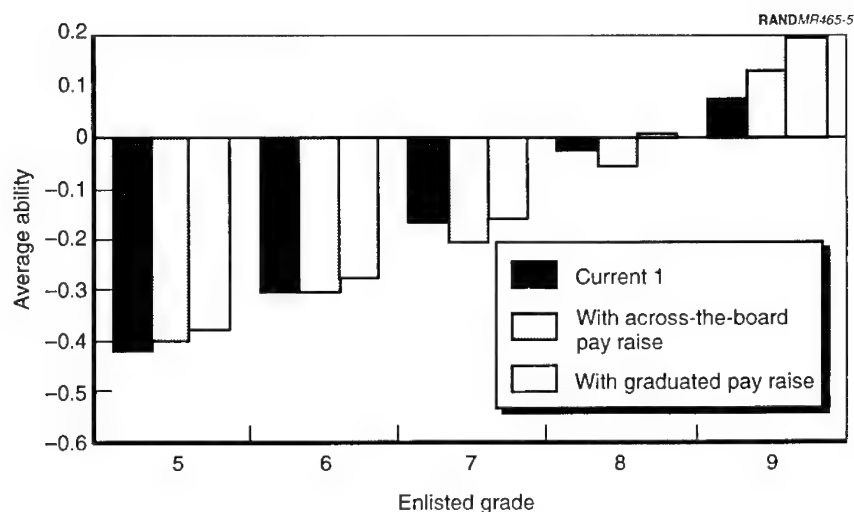 RANDMR465-5
0.2
0.1
0
−0.1
−0.2
−0.3
−0.4
−0.5
−0.6
Average ability
Current 1
With across-the-board
pay raise
With graduated pay raise
5 6 7 8 9
Enlisted grade